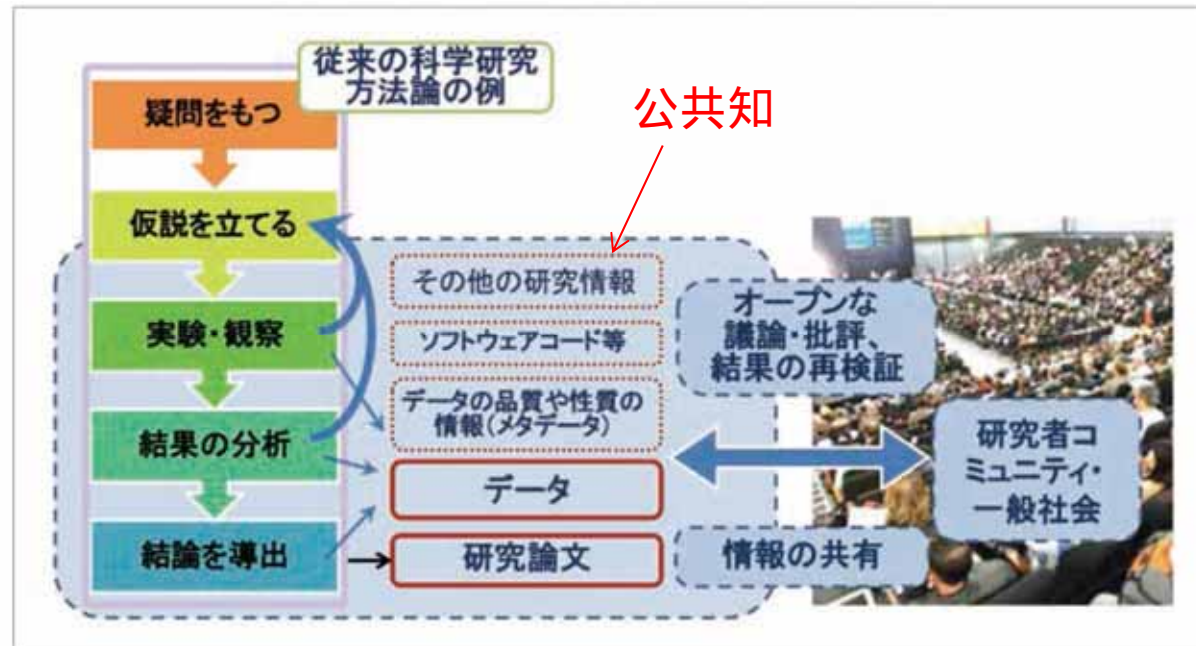 従来の科学研究
方法論の例
公共知
疑問をもつ
仮説を立てる
実験・観察
結果の分析
結論を導出
その他の研究情報
ソフトウェアコード等
データの品質や性質の
情報(メタデータ)
データ
研究論文
オープンな
議論・批評、
結果の再検証
情報の共有
研究者コ
ミュニティ・
一般社会